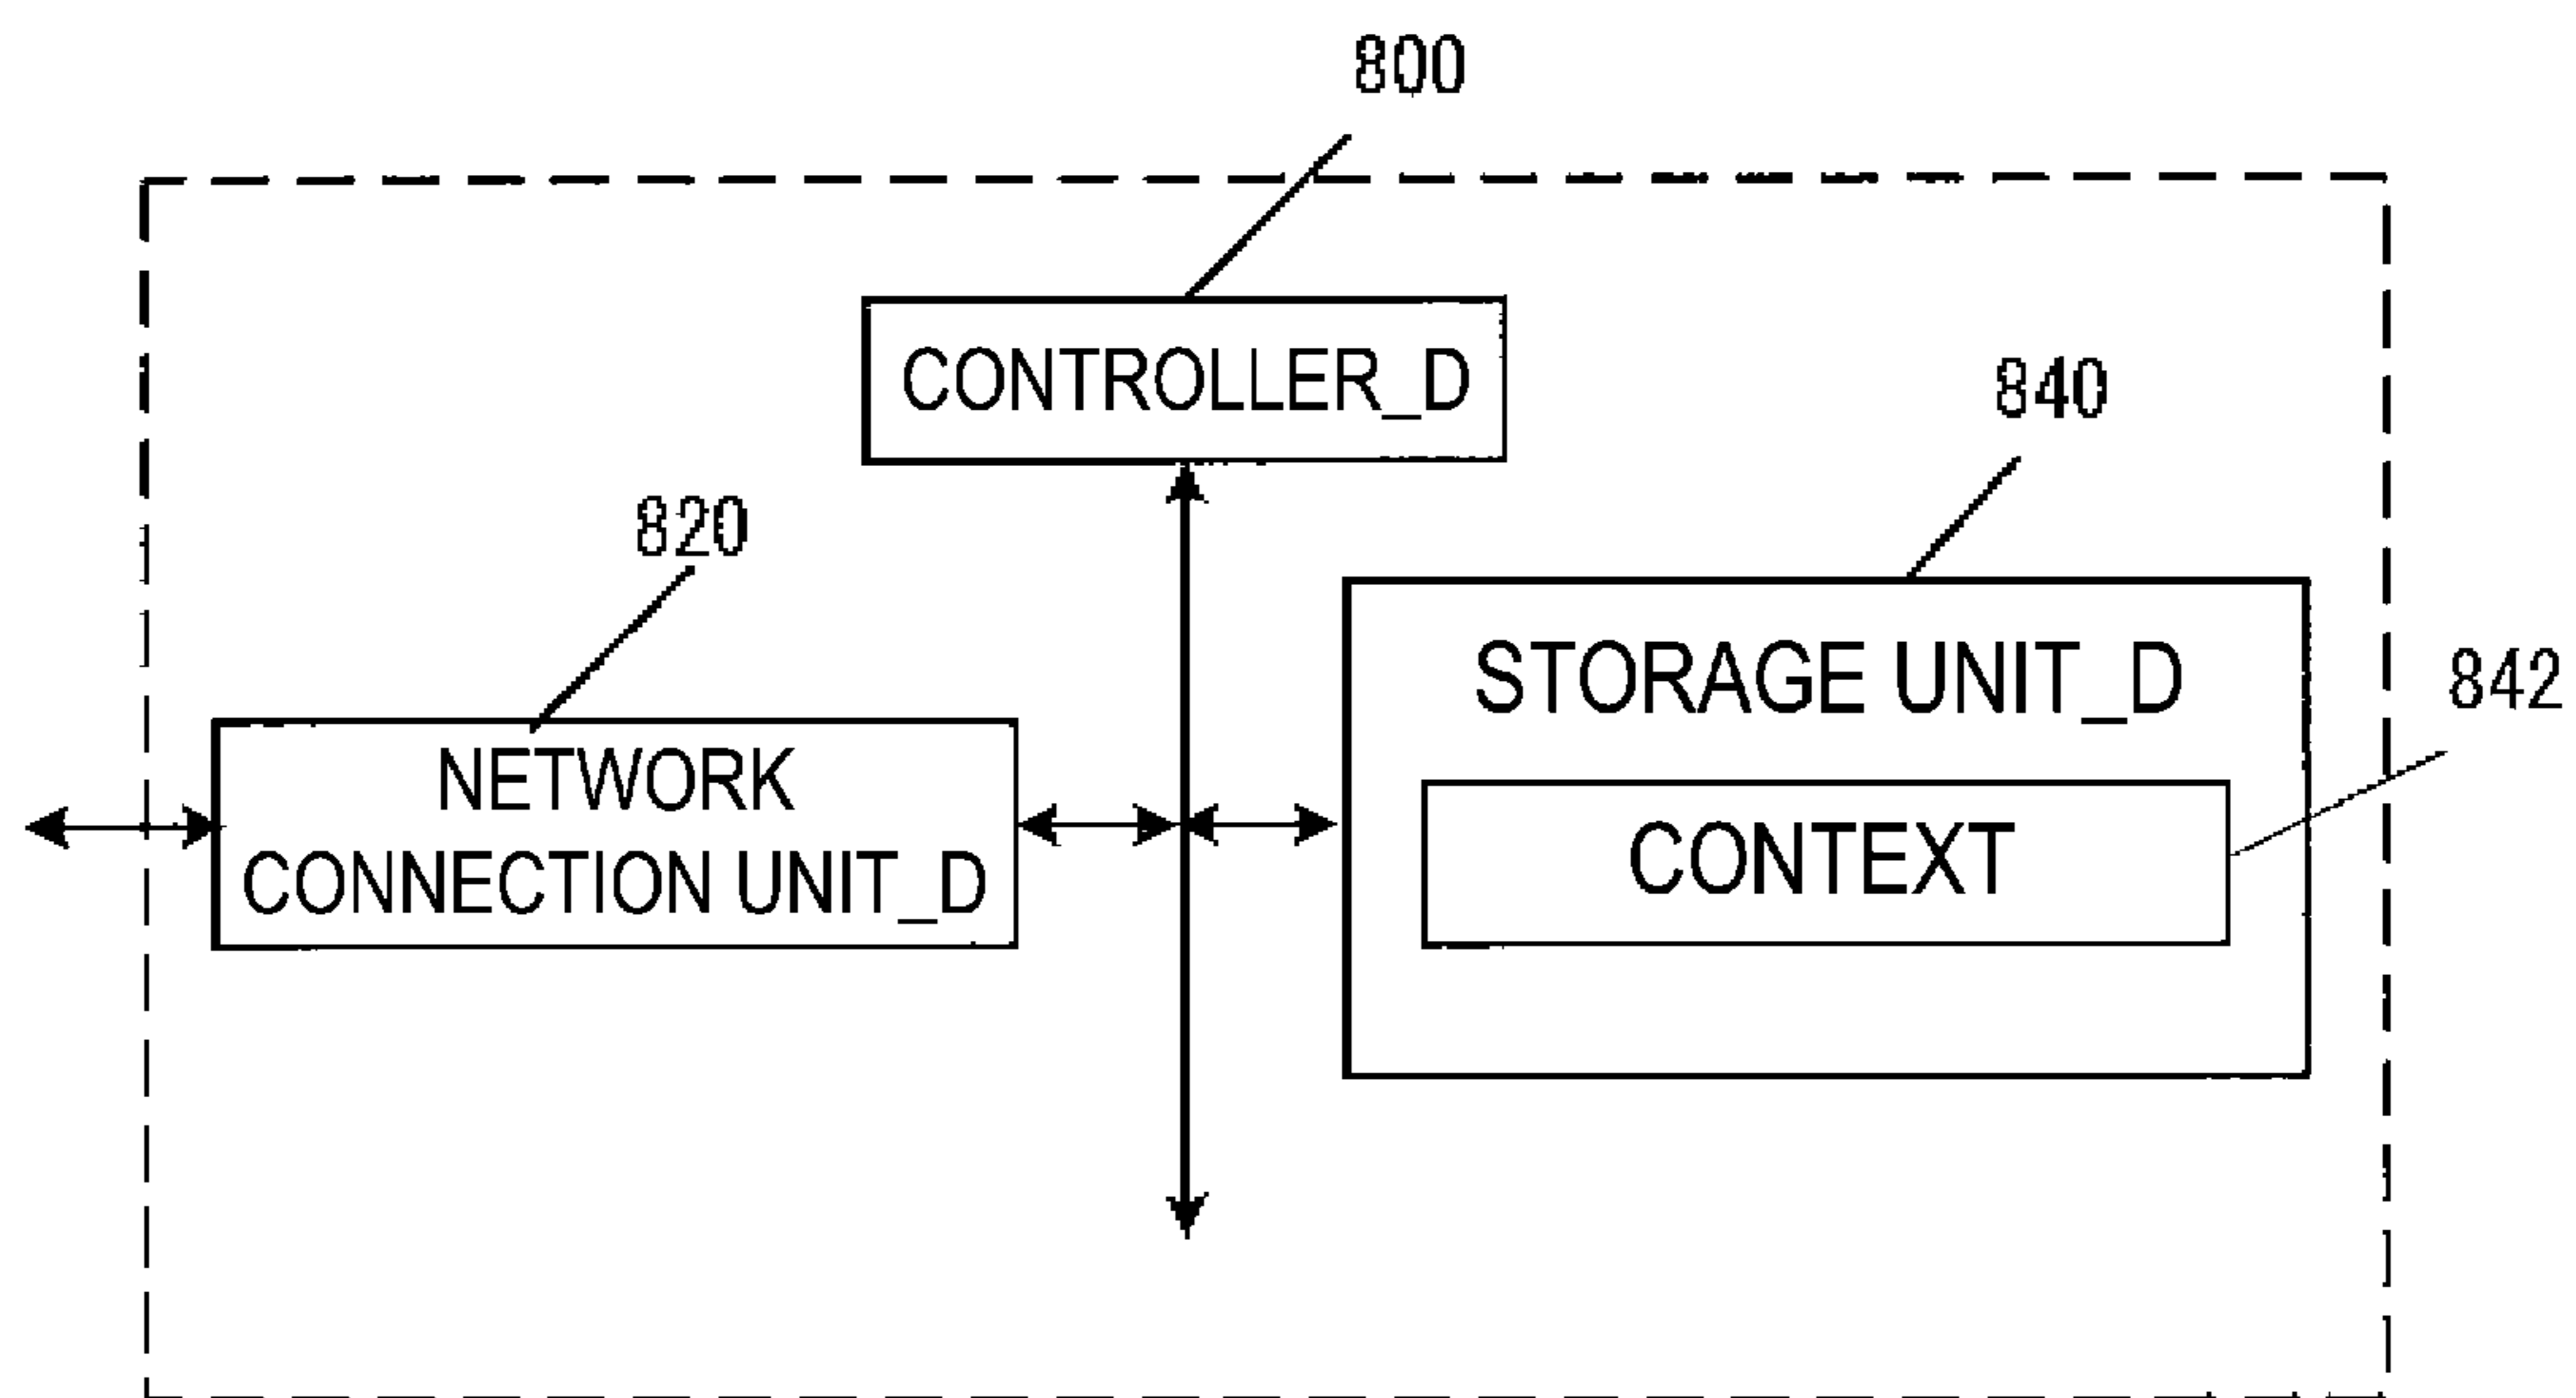 800
CONTROLLER_D
840
820
STORAGE UNIT_D
842
NETWORK
CONNECTION UNIT_D
CONTEXT